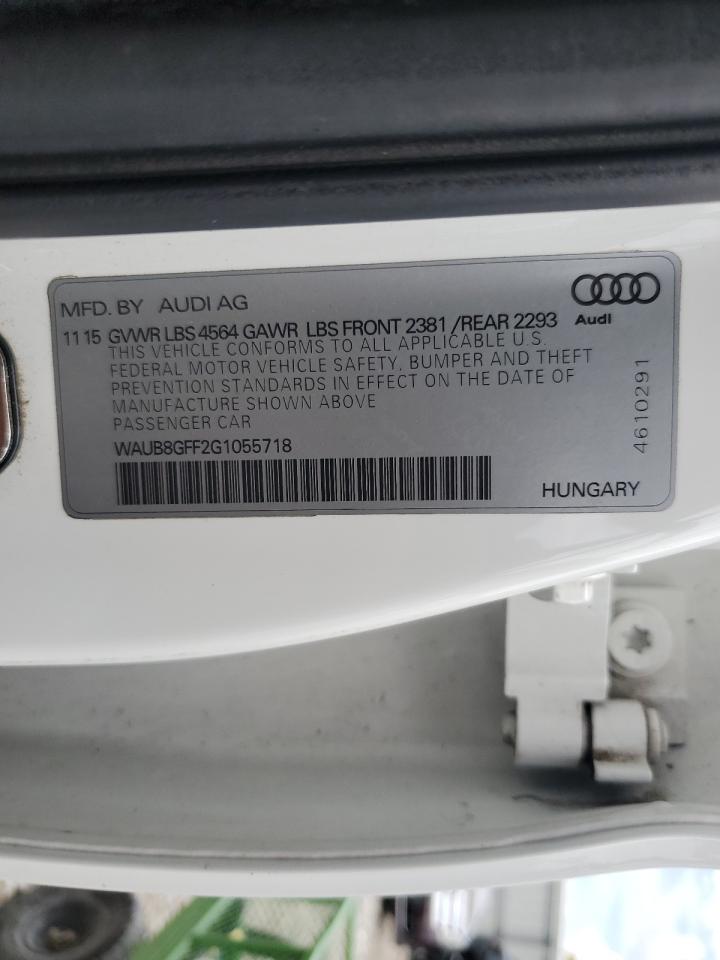 MFD. BY AUDI AG
Audi
11 15 GVWR LBS 4564 GAWR LBS FRONT 2381 /REAR 2293
THIS VEHICLE CONFORMS TO ALL APPLICABLE U.S.
FEDERAL MOTOR VEHICLE SAFETY, BUMPER AND THEFT
PREVENTION STANDARDS IN EFFECT ON THE DATE OF
MANUFACTURE SHOWN ABOVE
PASSENGER CAR
WAUB8GFF2G1055718
HUNGARY
4610291